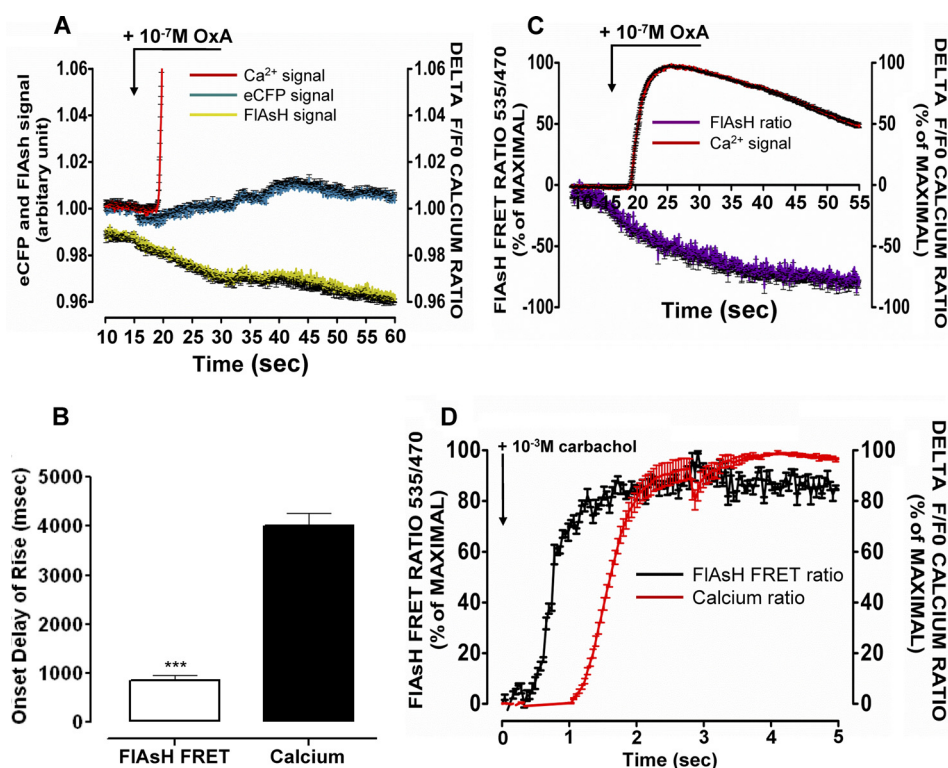 A
+ 10⁻⁷M OxA
Ca²⁺ signal
eCFP signal
FlAsH signal
eCFP and FlAsh signal
(arbitrary unit)
1.06
1.04
1.02
1.00
0.98
0.96
1.06
1.04
1.02
1.00
0.98
0.96
DELTA F/F0 CALCIUM RATIO
10 15 20 25 30 35 40 45 50 55 60
Time (sec)
C
+ 10⁻⁷M OxA
FlAsH ratio
Ca²⁺ signal
FlAsH FRET RATIO 535/470
(% of MAXIMAL)
100
50
0
-50
-100
100
50
0
-50
-100
DELTA F/F0 CALCIUM RATIO
(% of MAXIMAL)
10 15 20 25 30 35 40 45 50 55
Time (sec)
B
Onset Delay of Rise (msec)
5000
4000
3000
2000
1000
0
***
FlAsH FRET
Calcium
D
+ 10⁻³M carbachol
FlAsH FRET ratio
Calcium ratio
FlAsH FRET RATIO 535/470
(% of MAXIMAL)
100
80
60
40
20
0
100
80
60
40
20
0
DELTA F/F0 CALCIUM RATIO
(% of MAXIMAL)
0 1 2 3 4 5
Time (sec)